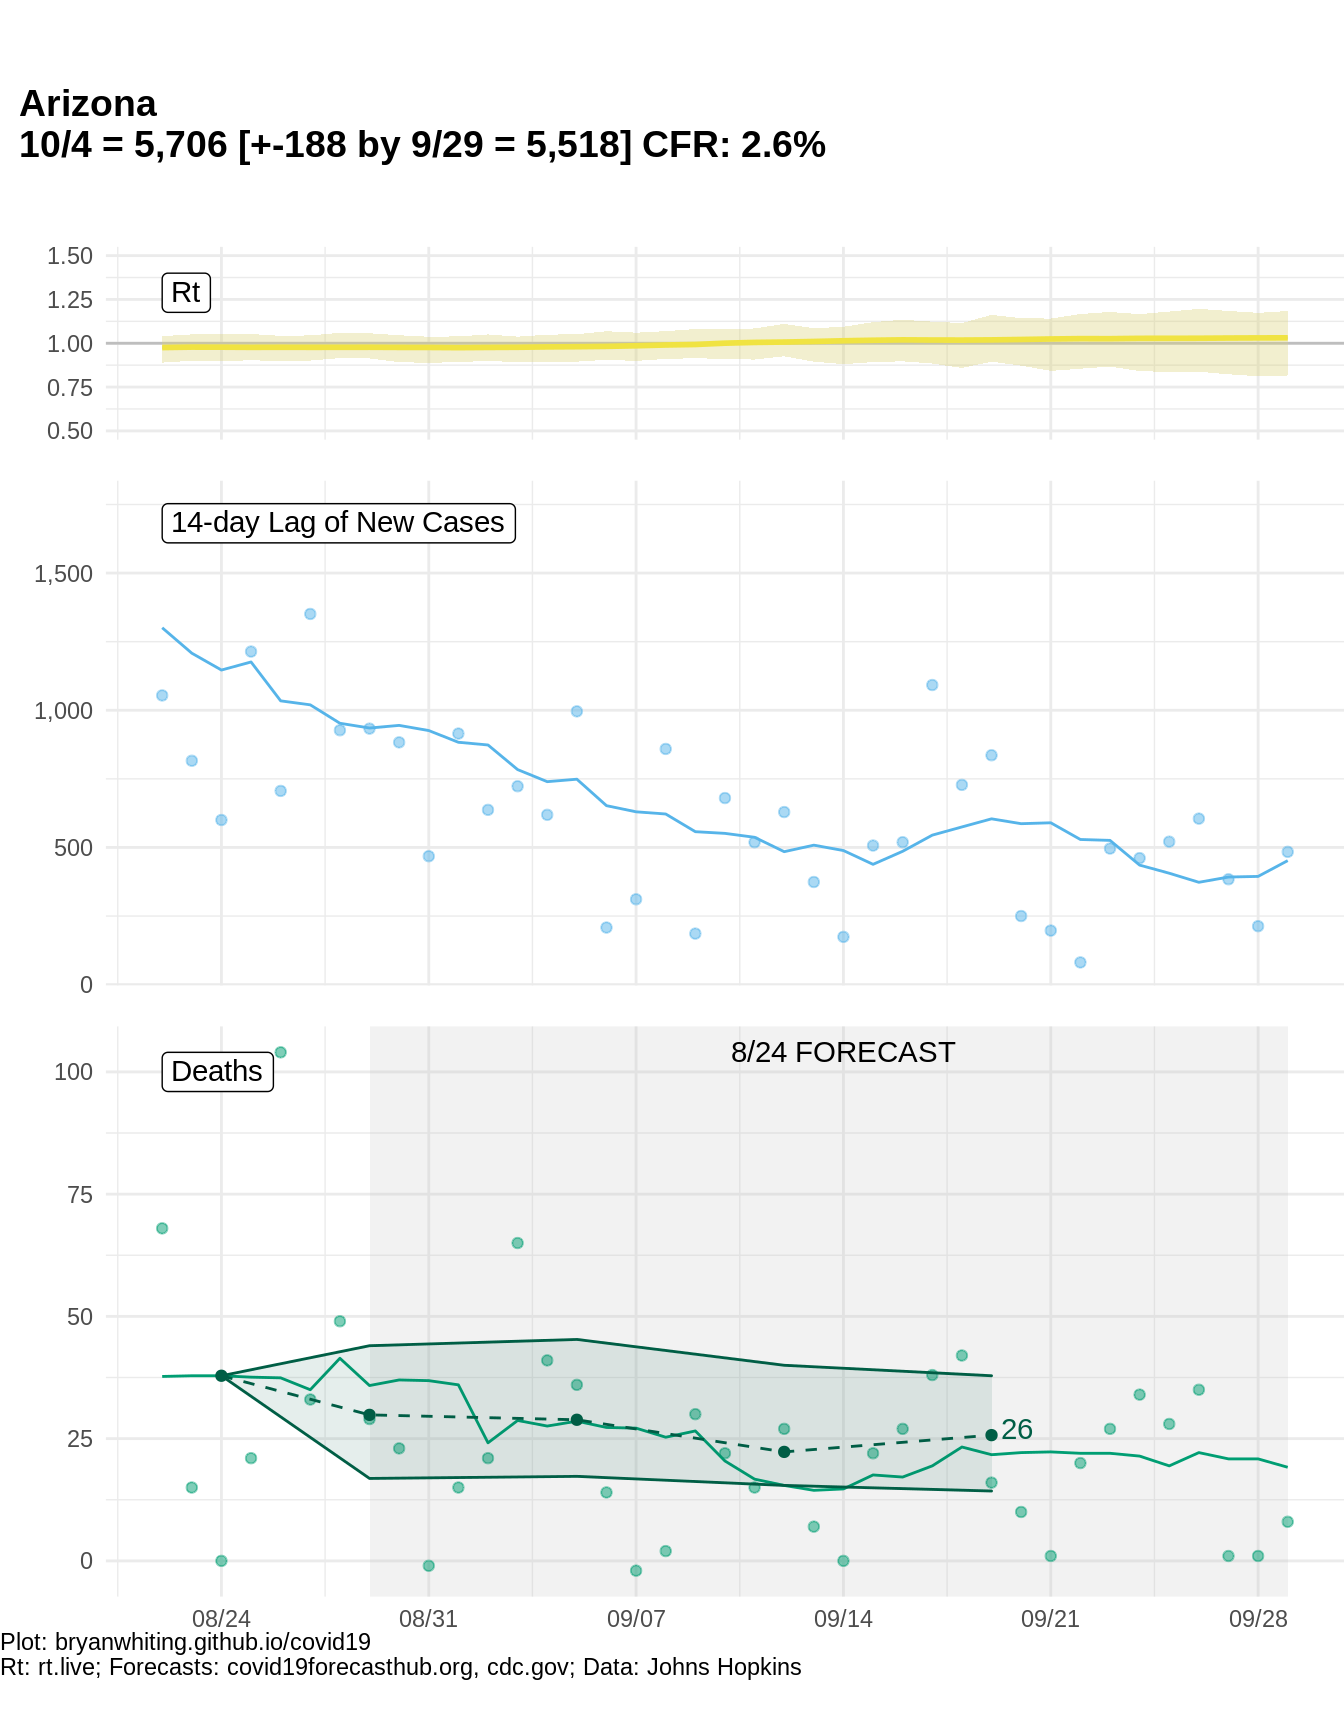 Arizona
10/4 = 5,706 [+-188 by 9/29 = 5,518] CFR: 2.6%
1.50
1.25
1.00
0.75
0.50
Rt
14-day Lag of New Cases
1,500
1,000
500
0
8/24 FORECAST
Deaths
100
75
50
25
0
26
08/24
08/31
09/07
09/14
09/21
09/28
Plot: bryanwhiting.github.io/covid19
Rt: rt.live; Forecasts: covid19forecasthub.org, cdc.gov; Data: Johns Hopkins